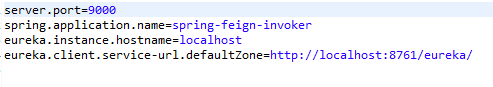 server.port=9000
spring.application.name=spring-feign-invoker
eureka.instance.hostname=localhost
eureka.client.service-url.defaultZone=http://localhost:8761/eureka/